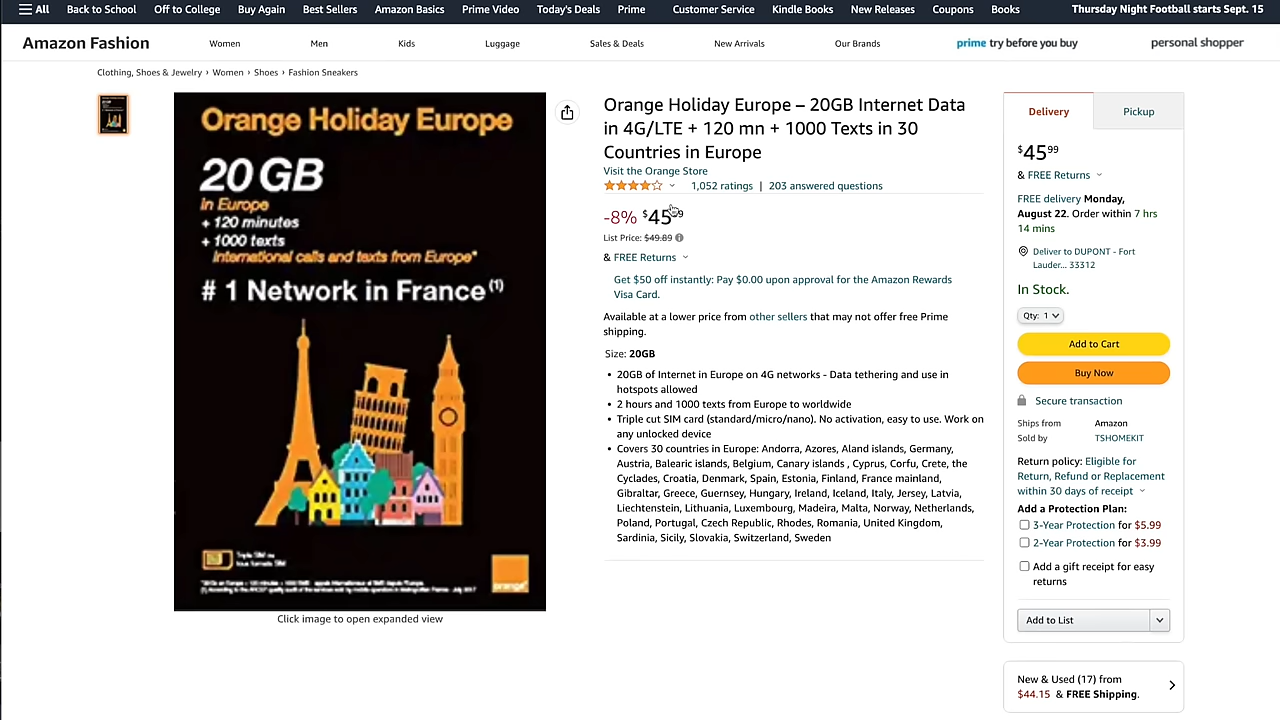 All Back to School Off to College Buy Again Best Sellers Amazon Basics Prime Video Today's Deals Prime Customer Service Kindle Books New Releases Coupons Books Thursday Night Football starts Sept. 15
Amazon Fashion Women Men Kids Luggage Sales & Deals New Arrivals Our Brands prime try before you buy personal shopper
Clothing, Shoes & Jewelry › Women › Shoes › Fashion Sneakers
Orange Holiday Europe
20 GB
in Europe
+ 120 minutes
+ 1000 texts
International calls and texts from Europe*
# 1 Network in France (1)
Triple SIM ou
orange
Click image to open expanded view
Orange Holiday Europe – 20GB Internet Data
in 4G/LTE + 120 mn + 1000 Texts in 30
Countries in Europe
Visit the Orange Store
1,052 ratings | 203 answered questions
-8% $45
List Price: $49.89
& FREE Returns
Get $50 off instantly: Pay $0.00 upon approval for the Amazon Rewards
Visa Card.
Available at a lower price from other sellers that may not offer free Prime
shipping.
Size: 20GB
• 20GB of Internet in Europe on 4G networks - Data tethering and use in
hotspots allowed
• 2 hours and 1000 texts from Europe to worldwide
• Triple cut SIM card (standard/micro/nano). No activation, easy to use. Work on
any unlocked device
• Covers 30 countries in Europe: Andorra, Azores, Aland islands, Germany,
Austria, Balearic islands, Belgium, Canary islands , Cyprus, Corfu, Crete, the
Cyclades, Croatia, Denmark, Spain, Estonia, Finland, France mainland,
Gibraltar, Greece, Guernsey, Hungary, Ireland, Iceland, Italy, Jersey, Latvia,
Liechtenstein, Lithuania, Luxembourg, Madeira, Malta, Norway, Netherlands,
Poland, Portugal, Czech Republic, Rhodes, Romania, United Kingdom,
Sardinia, Sicily, Slovakia, Switzerland, Sweden
Delivery Pickup
$45 99
& FREE Returns
FREE delivery Monday,
August 22. Order within 7 hrs
14 mins
Deliver to DUPONT - Fort
Lauder... 33312
In Stock.
Qty: 1
Add to Cart
Buy Now
Secure transaction
Ships from Amazon
Sold by TSHOMEKIT
Return policy: Eligible for
Return, Refund or Replacement
within 30 days of receipt
Add a Protection Plan:
3-Year Protection for $5.99
2-Year Protection for $3.99
Add a gift receipt for easy
returns
Add to List
New & Used (17) from
$44.15 & FREE Shipping.